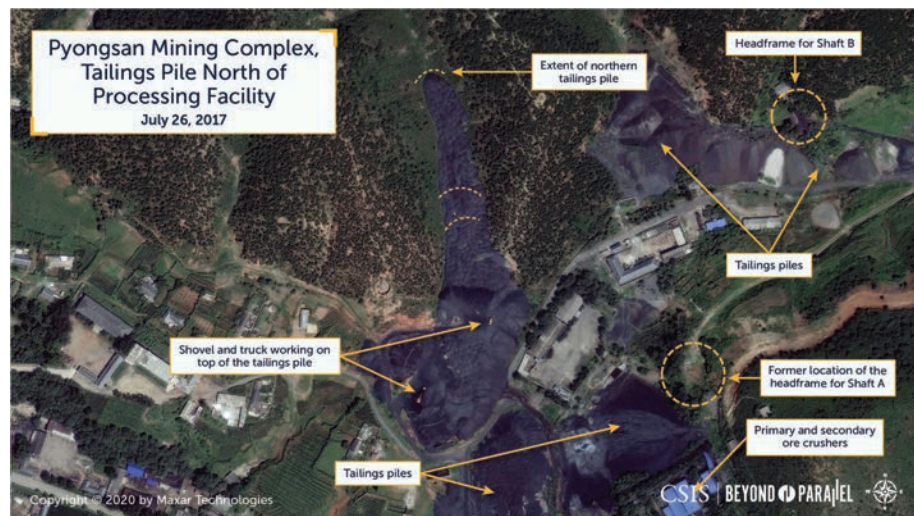 Pyongsan Mining Complex,
Tailings Pile North of
Processing Facility
July 26, 2017
Extent of northern
tailings pile
Headframe for Shaft B
Tailings piles
Shovel and truck working on
top of the tailings pile
Former location of the
headframe for Shaft A
Primary and secondary
ore crushers
Tailings piles
Copyright © 2020 by Maxar Technologies
CSIS | BEYOND PARALLEL